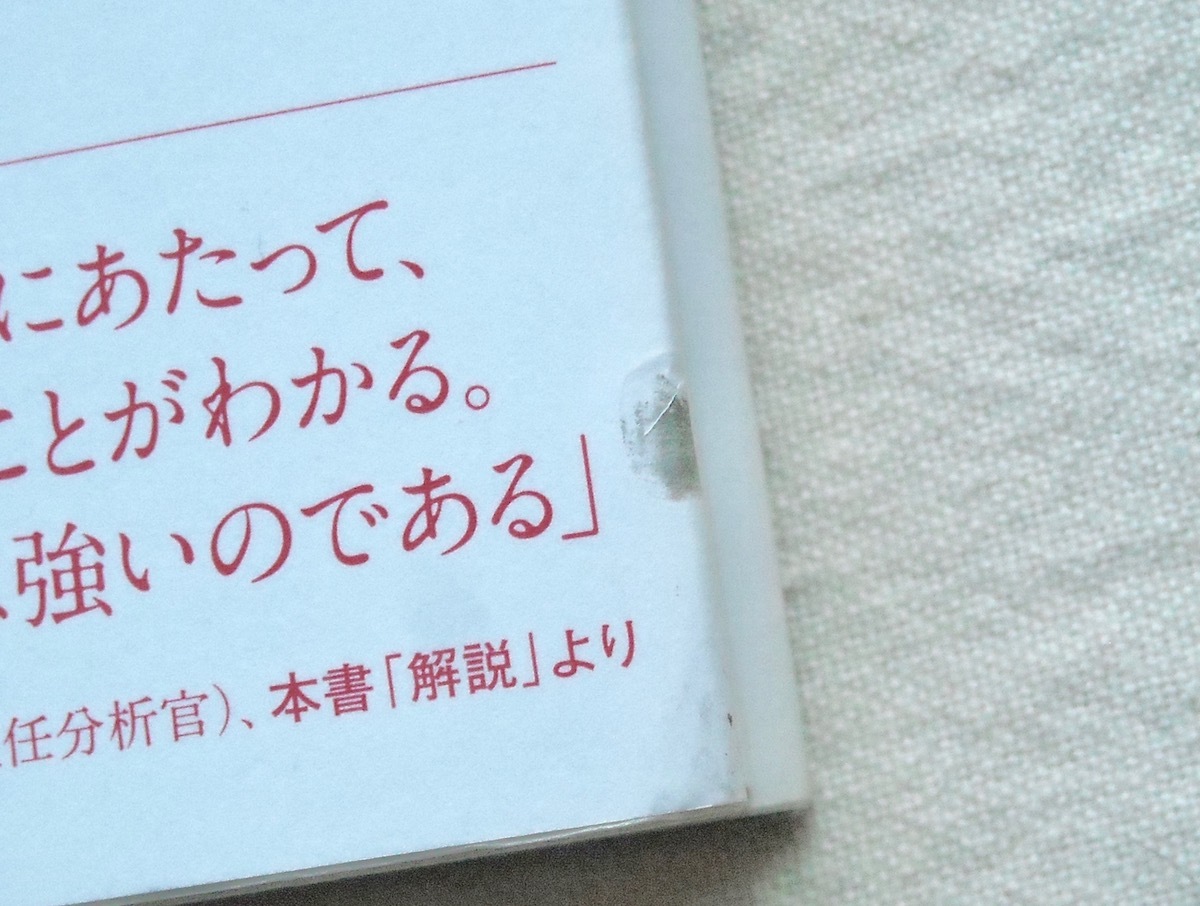 にあたって、
ことがわかる。
強いのである」
任分析官)、本書「解説」より